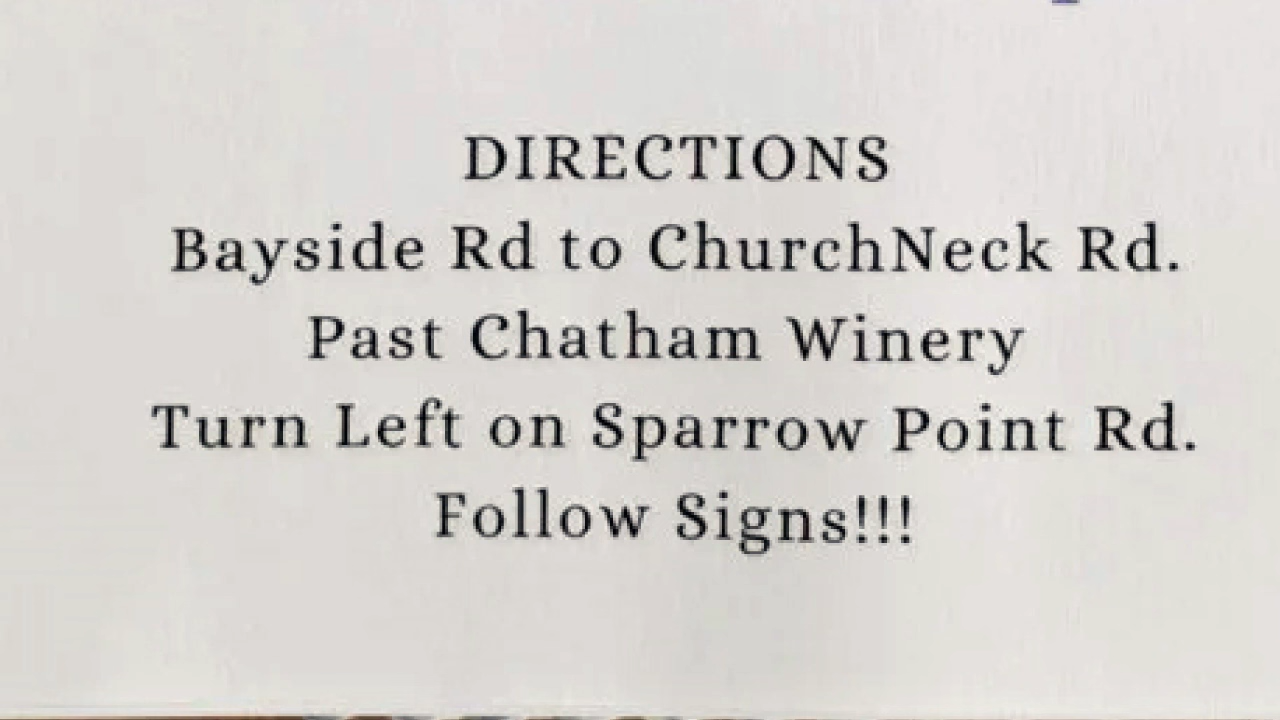 DIRECTIONS
Bayside Rd to ChurchNeck Rd.
Past Chatham Winery
Turn Left on Sparrow Point Rd.
Follow Signs!!!